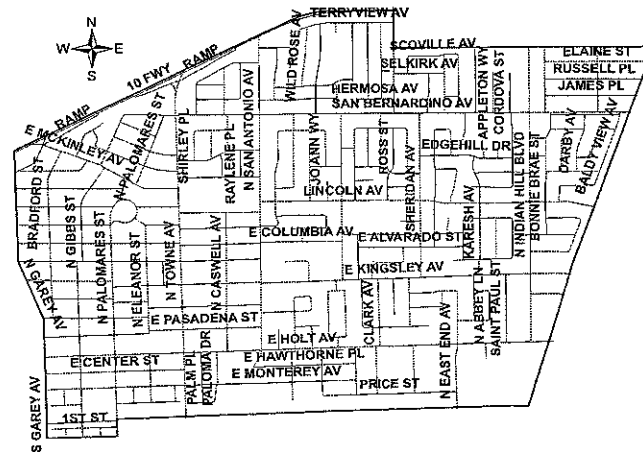 N
W E
S
TERRYVIEW AV
10 FWY
RAMP
RAMP
WILD ROSE AV
SCOVILLE AV
SELKIRK AV
ELAINE ST
RUSSELL PL
JAMES PL
HERMOSA AV
SAN BERNARDINO AV
APPLETON WY
CORDOVA ST
E MCKINLEY AV
N PALOMARES ST
SHIRLEY PL
RAYLENE PL
N SAN ANTONIO AV
JO ANN WY
ROSS ST
SHERIDAN AV
EDGEHILL DR
N INDIAN HILL BLVD
BONNIE BRAE ST
DARBY AV
BALDY VIEW AV
BRADFORD ST
N GIBBS ST
LINCOLN AV
E COLUMBIA AV
E ALVARADO ST
KARESH AV
N GAREY AV
N PALOMARES ST
N ELEANOR ST
N TOWNE AV
N CASWELL AV
E KINGSLEY AV
CLARK AV
N ABBEY LN
SAINT PAUL ST
E PASADENA ST
E HOLT AV
E CENTER ST
E HAWTHORNE PL
PALM PL
PALOMA DR
E MONTEREY AV
PRICE ST
N EAST END AV
S GAREY AV
1ST ST